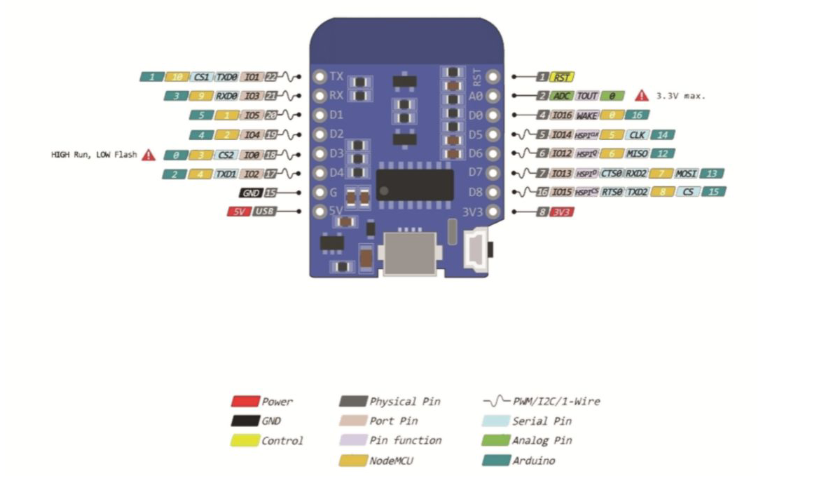 1 10 CS1 TXD0 IO1 22 TX
3 9 RXD0 IO3 21 RX
5 1 IO5 20 D1
4 2 IO4 19 D2
HIGH Run, LOW Flash 0 3 CS2 IO0 18 D3
2 4 TXD1 IO2 17 D4
GND 15 G
5V USB 5V
RST 1 RST
A0 2 ADC TOUT 0 3.3V max.
D0 4 IO16 WAKE 0 16
D5 5 IO14 HSPI CLK 5 CLK 14
D6 6 IO12 HSPI Q 6 MISO 12
D7 7 IO13 HSPI D CTS0 RXD2 7 MOSI 13
D8 16 IO15 HSPI CS RTS0 TXD2 8 CS 15
3V3 8 3V3
Power
GND
Control
Physical Pin
Port Pin
Pin function
NodeMCU
PWM/I2C/1-Wire
Serial Pin
Analog Pin
Arduino